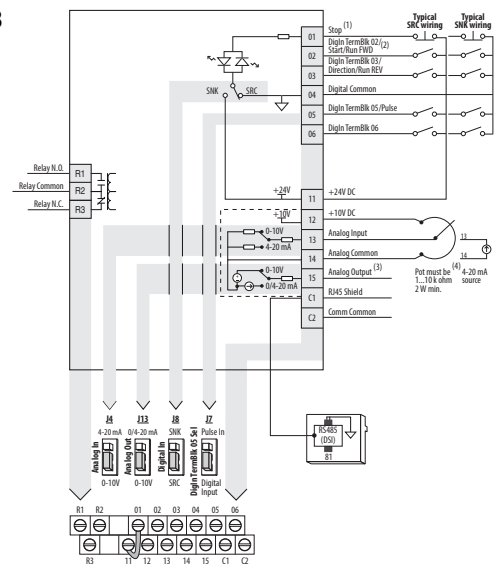 3
Typical
SRC wiring
Typical
SNK wiring
01
Stop (1)
02
DigIn TermBlk 02/
Start/Run FWD (2)
03
DigIn TermBlk 03/
Direction/Run REV
SNK
SRC
04
Digital Common
05
DigIn TermBlk 05/Pulse
06
DigIn TermBlk 06
Relay N.O.
R1
Relay Common
R2
Relay N.C.
R3
+24V
11
+24V DC
+10V
12
+10V DC
0-10V
4-20 mA
13
Analog Input
14
Analog Common
0-10V
0/4-20 mA
15
Analog Output (3)
C1
RJ45 Shield
C2
Comm Common
13
14
Pot must be
1...10 k ohm
2 W min.
(4) 4-20 mA
source
J4
J13
J8
J7
4-20 mA
0/4-20 mA
SNK
Pulse In
Analog In
Analog Out
Digital In
DigIn TermBlk 05 Sel
0-10V
0-10V
SRC
Digital
Input
RS485
(DSI)
81
R1
R2
01
02
03
04
05
06
R3
11
12
13
14
15
C1
C2